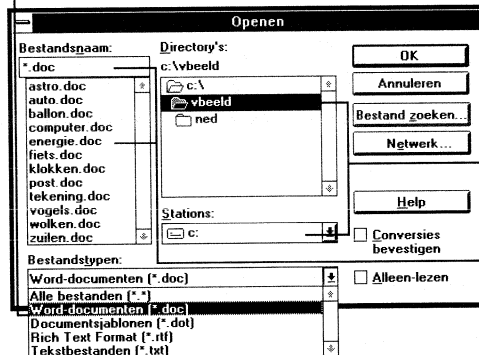 Openen
Bestandsnaam:
*.doc
astro.doc
auto.doc
ballon.doc
computer.doc
energie.doc
fiets.doc
klokken.doc
post.doc
tekening.doc
vogels.doc
wolken.doc
zuilen.doc
Directory's:
c:\vbeeld
c:\
vbeeld
ned
Stations:
c:
OK
Annuleren
Bestand zoeken...
Netwerk...
Help
Conversies
bevestigen
Alleen-lezen
Bestandstypen:
Word-documenten (*.doc)
Alle bestanden (*.*)
Word-documenten (*.doc)
Documentsjablonen (*.dot)
Rich Text Format (*.rtf)
Tekstbestanden (*.txt)